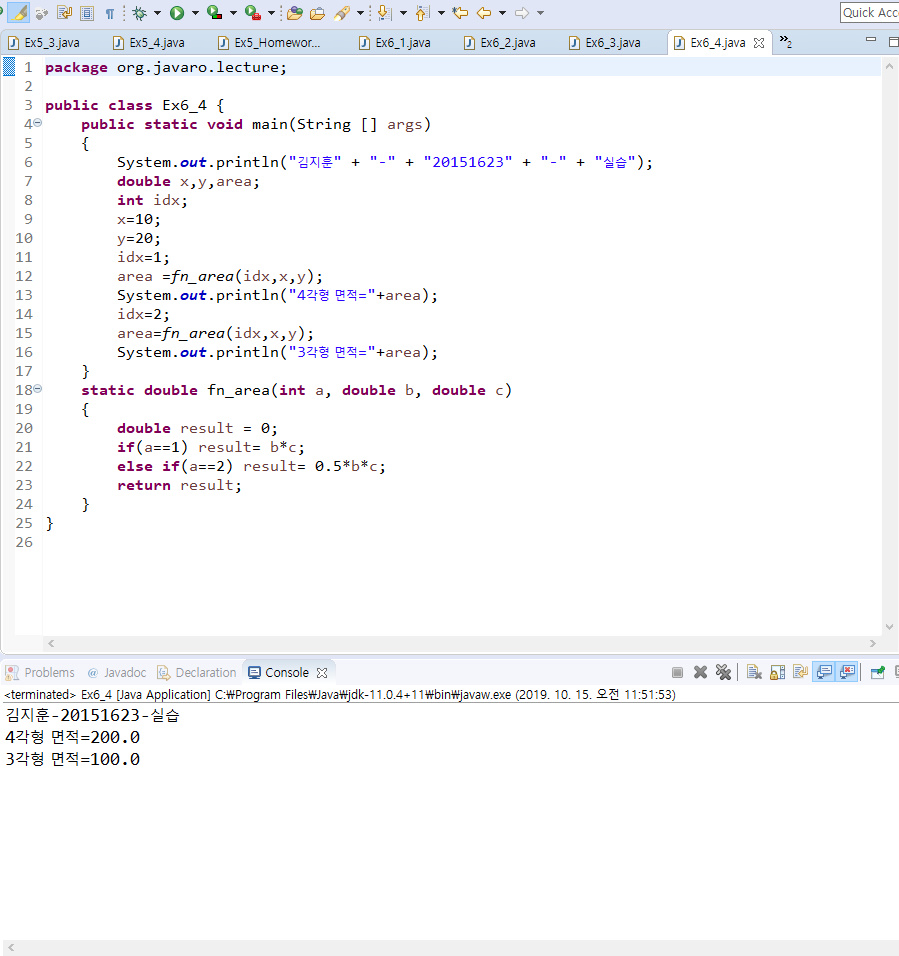 Quick Acc
Ex5_3.java Ex5_4.java Ex5_Homewor... Ex6_1.java Ex6_2.java Ex6_3.java Ex6_4.java »2
1 package org.javaro.lecture;
2
3 public class Ex6_4 {
4 public static void main(String [] args)
5 {
6 System.out.println("김지훈" + "-" + "20151623" + "-" + "실습");
7 double x,y,area;
8 int idx;
9 x=10;
10 y=20;
11 idx=1;
12 area =fn_area(idx,x,y);
13 System.out.println("4각형 면적="+area);
14 idx=2;
15 area=fn_area(idx,x,y);
16 System.out.println("3각형 면적="+area);
17 }
18 static double fn_area(int a, double b, double c)
19 {
20 double result = 0;
21 if(a==1) result= b*c;
22 else if(a==2) result= 0.5*b*c;
23 return result;
24 }
25 }
26
Problems @ Javadoc Declaration Console
<terminated> Ex6_4 [Java Application] C:₩Program Files₩Java₩jdk-11.0.4+11₩bin₩javaw.exe (2019. 10. 15. 오전 11:51:53)
김지훈-20151623-실습
4각형 면적=200.0
3각형 면적=100.0